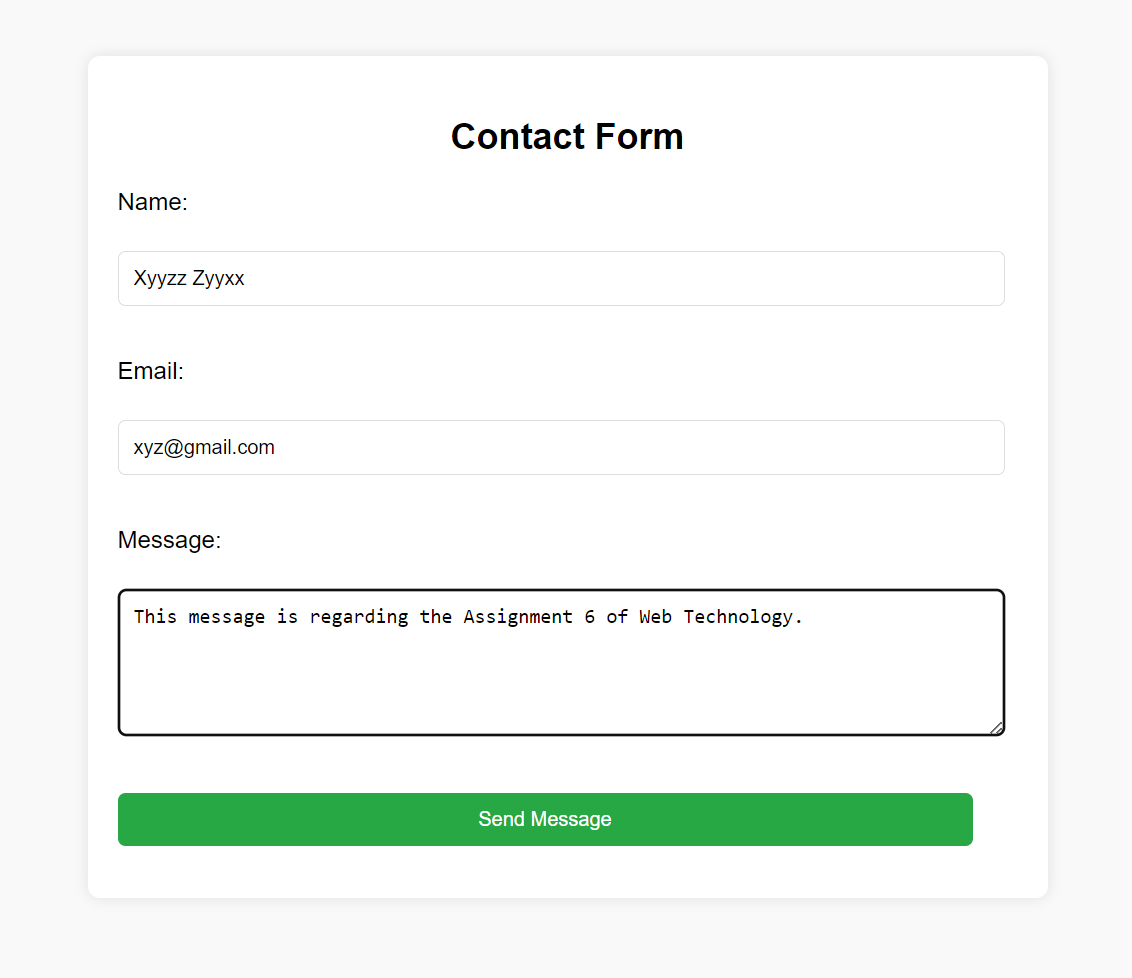 Contact Form
Name:
Xyyzz Zyyxx
Email:
xyz@gmail.com
Message:
This message is regarding the Assignment 6 of Web Technology.
Send Message